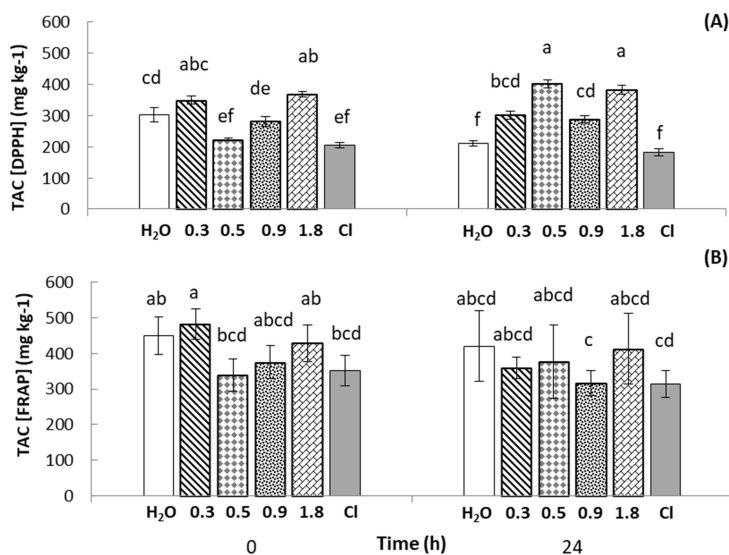 (A)
TAC [DPPH] (mg kg-1)
600
500
400
300
200
100
0
cd abc ef de ab ef
f bcd a cd a f
H₂O 0.3 0.5 0.9 1.8 Cl H₂O 0.3 0.5 0.9 1.8 Cl
(B)
TAC [FRAP] (mg kg-1)
600
500
400
300
200
100
0
ab a bcd abcd ab bcd
abcd abcd abcd c abcd cd
H₂O 0.3 0.5 0.9 1.8 Cl H₂O 0.3 0.5 0.9 1.8 Cl
0 Time (h) 24